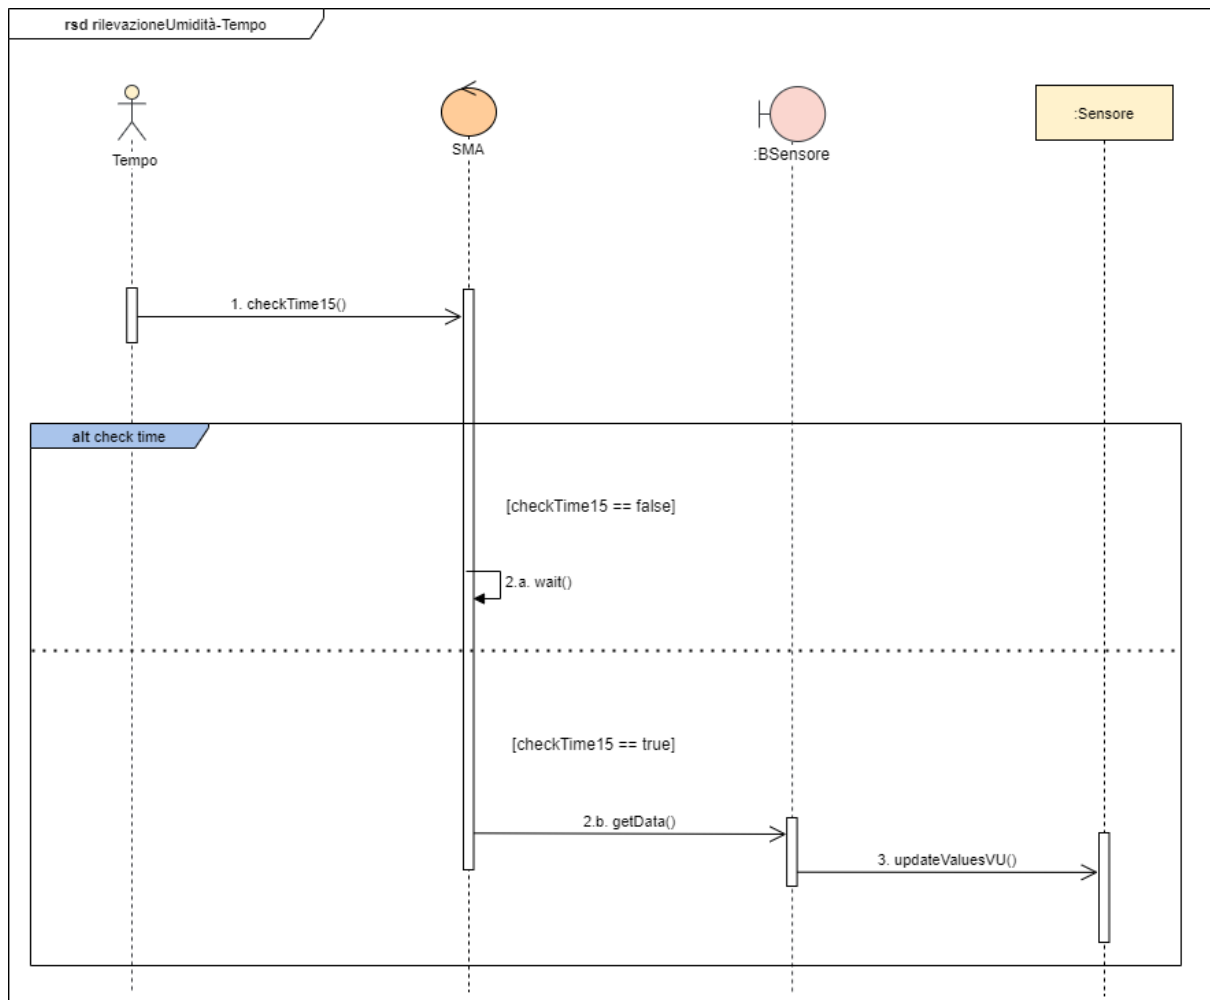 rsd rilevazioneUmidità-Tempo
Tempo
SMA
:BSensore
:Sensore
1. checkTime15()
alt check time
[checkTime15 == false]
2.a. wait()
[checkTime15 == true]
2.b. getData()
3. updateValuesVU()